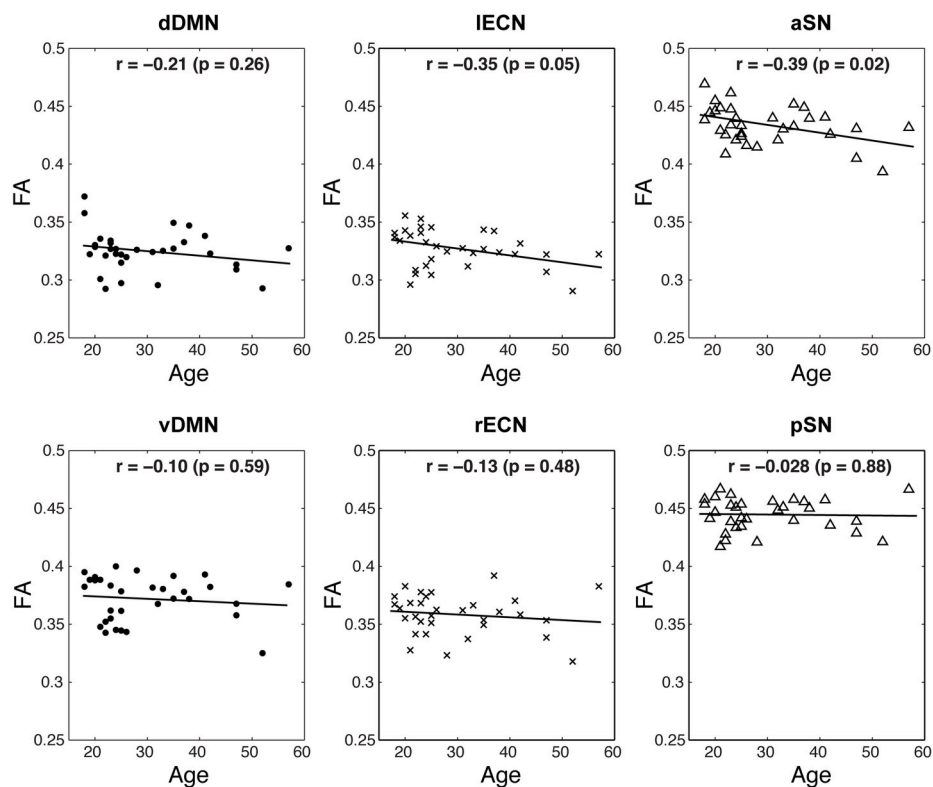 dDMN
r = −0.21 (p = 0.26)
0.5
0.45
0.4
0.35
0.3
0.25
FA
20 30 40 50 60
Age
lECN
r = −0.35 (p = 0.05)
0.5
0.45
0.4
0.35
0.3
0.25
FA
20 30 40 50 60
Age
aSN
r = −0.39 (p = 0.02)
0.5
0.45
0.4
0.35
0.3
0.25
FA
20 30 40 50 60
Age
vDMN
r = −0.10 (p = 0.59)
0.5
0.45
0.4
0.35
0.3
0.25
FA
20 30 40 50 60
Age
rECN
r = −0.13 (p = 0.48)
0.5
0.45
0.4
0.35
0.3
0.25
FA
20 30 40 50 60
Age
pSN
r = −0.028 (p = 0.88)
0.5
0.45
0.4
0.35
0.3
0.25
FA
20 30 40 50 60
Age